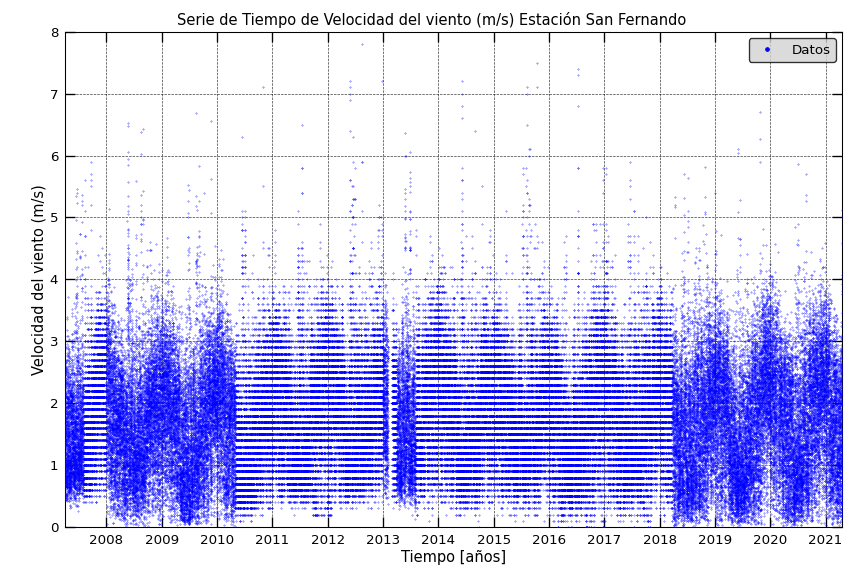 Serie de Tiempo de Velocidad del viento (m/s) Estación San Fernando
Datos
Velocidad del viento (m/s)
8
7
6
5
4
3
2
1
0
2008 2009 2010 2011 2012 2013 2014 2015 2016 2017 2018 2019 2020 2021
Tiempo [años]